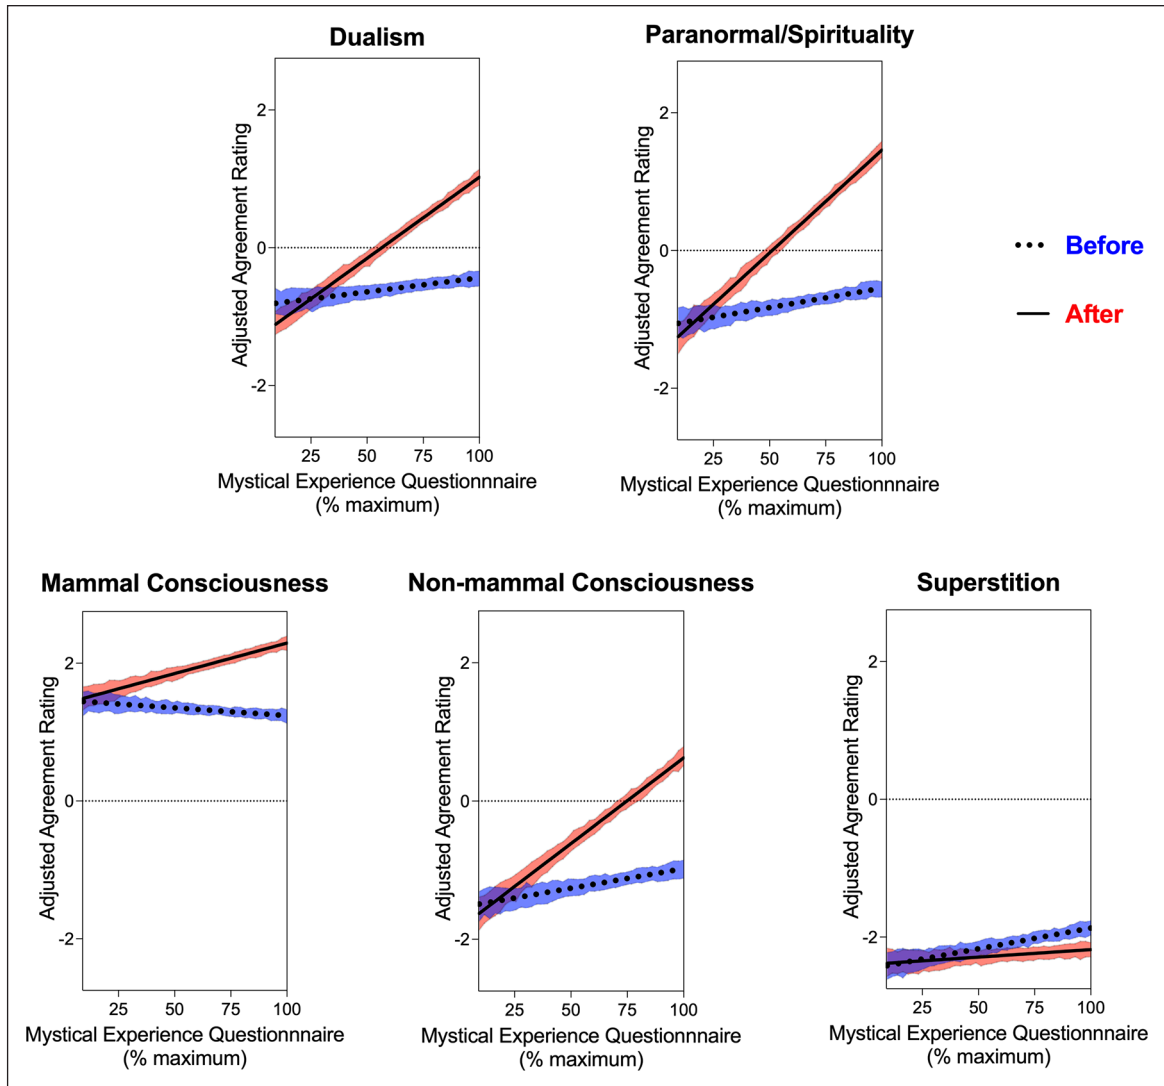 Dualism
Adjusted Agreement Rating
2
0
-2
25 50 75 100
Mystical Experience Questionnnaire
(% maximum)
Paranormal/Spirituality
Adjusted Agreement Rating
2
0
-2
25 50 75 100
Mystical Experience Questionnnaire
(% maximum)
Before
After
Mammal Consciousness
Adjusted Agreement Rating
2
0
-2
25 50 75 100
Mystical Experience Questionnnaire
(% maximum)
Non-mammal Consciousness
Adjusted Agreement Rating
2
0
-2
25 50 75 100
Mystical Experience Questionnnaire
(% maximum)
Superstition
Adjusted Agreement Rating
2
0
-2
25 50 75 100
Mystical Experience Questionnnaire
(% maximum)